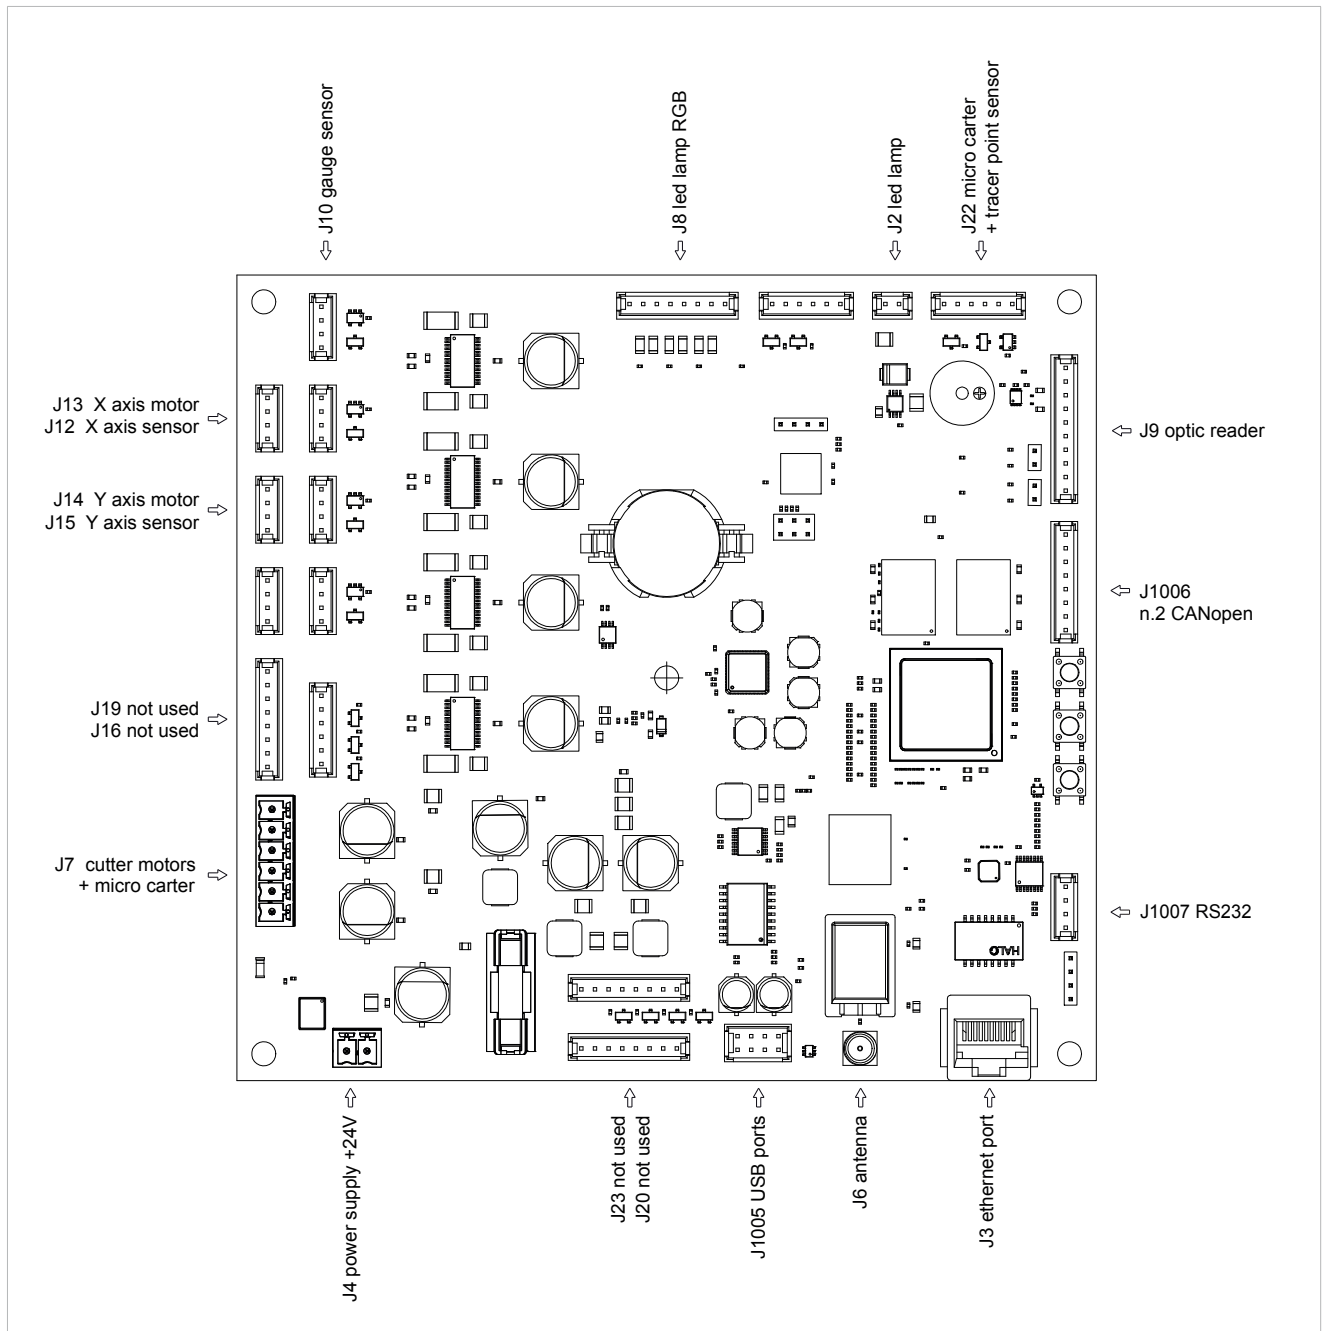 J10 gauge sensor
J8 led lamp RGB
J2 led lamp
J22 micro carter
+ tracer point sensor
J13  X axis motor
J12  X axis sensor
J9 optic reader
J14  Y axis motor
J15  Y axis sensor
J1006
n.2 CANopen
J19 not used
J16 not used
J7  cutter motors
+ micro carter
J1007 RS232
HALO
J4 power supply +24V
J23 not used
J20 not used
J1005 USB ports
J6 antenna
J3 ethernet port